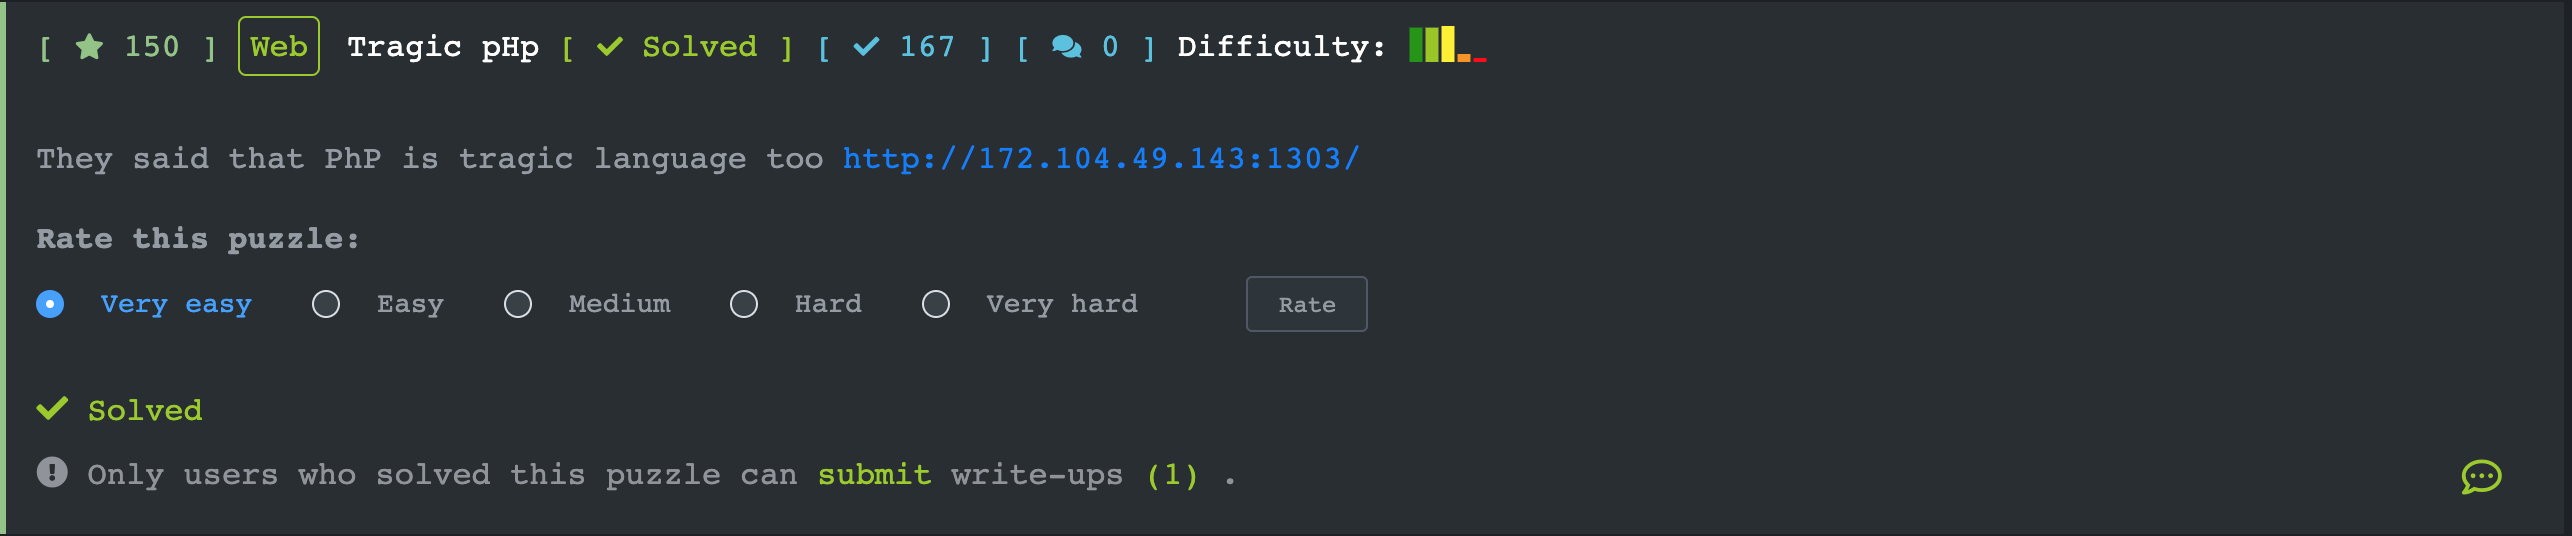 [ ★ 150 ] Web Tragic pHp [ ✓ Solved ] [ ✓ 167 ] [ 0 ] Difficulty:
They said that PhP is tragic language too http://172.104.49.143:1303/
Rate this puzzle:
Very easy Easy Medium Hard Very hard Rate
✓ Solved
Only users who solved this puzzle can submit write-ups (1) .